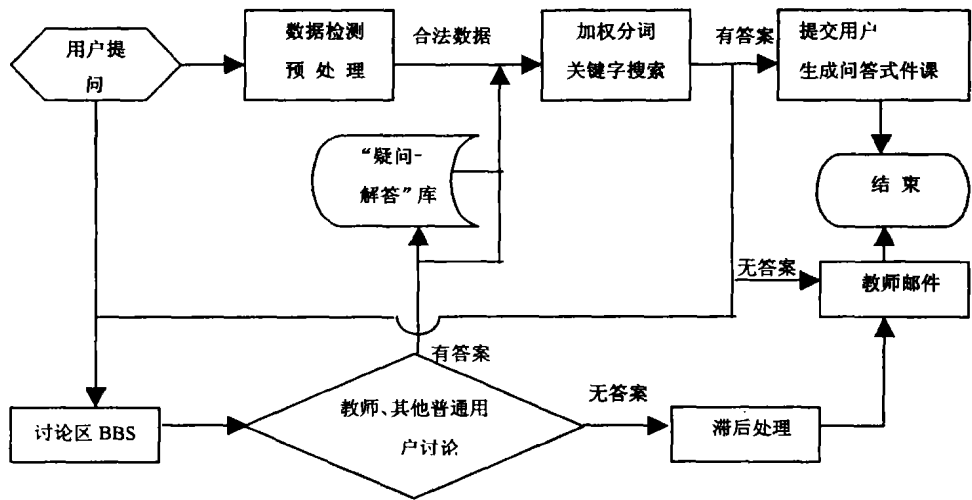 用户提
问
数据检测
预处理
合法数据
加权分词
关键字搜索
有答案
提交用户
生成问答式件课
“疑问-
解答”库
结束
无答案
教师邮件
有答案
讨论区 BBS
教师、其他普通用
户讨论
无答案
滞后处理